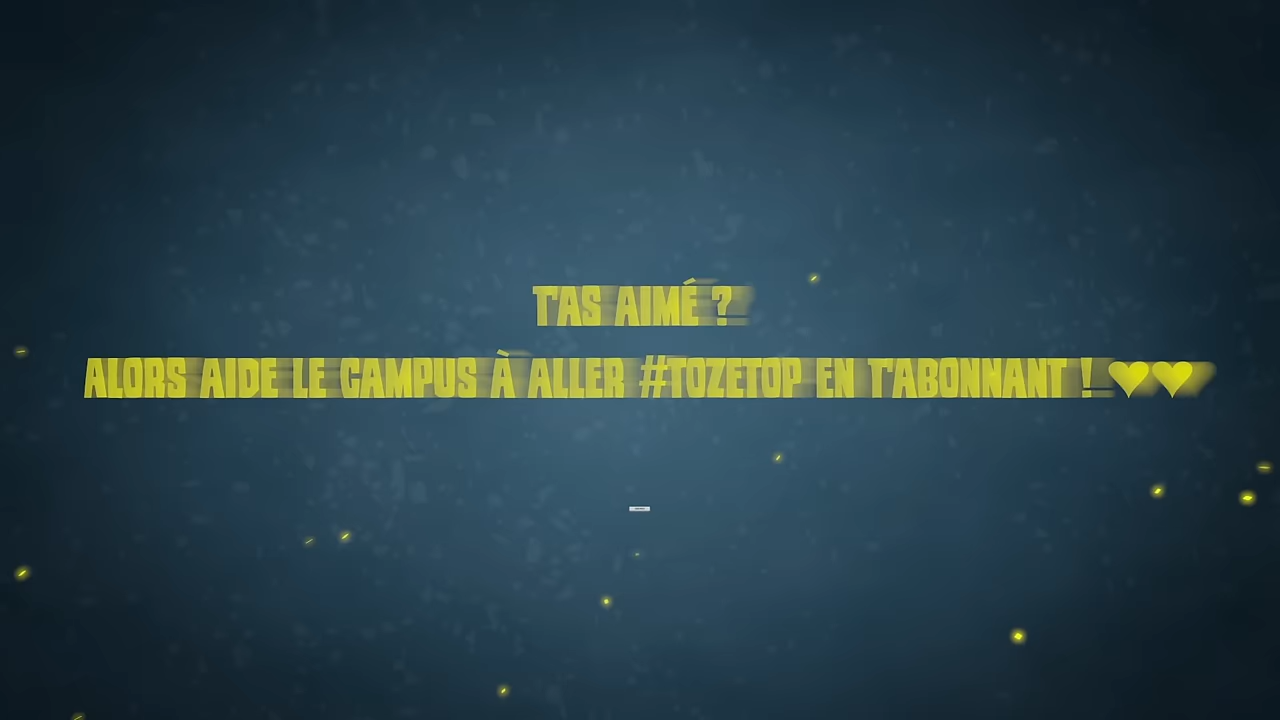 T'AS AIMÉ ?
ALORS AIDE LE CAMPUS À ALLER #TOZETOP EN T'ABONNANT ! ♥♥